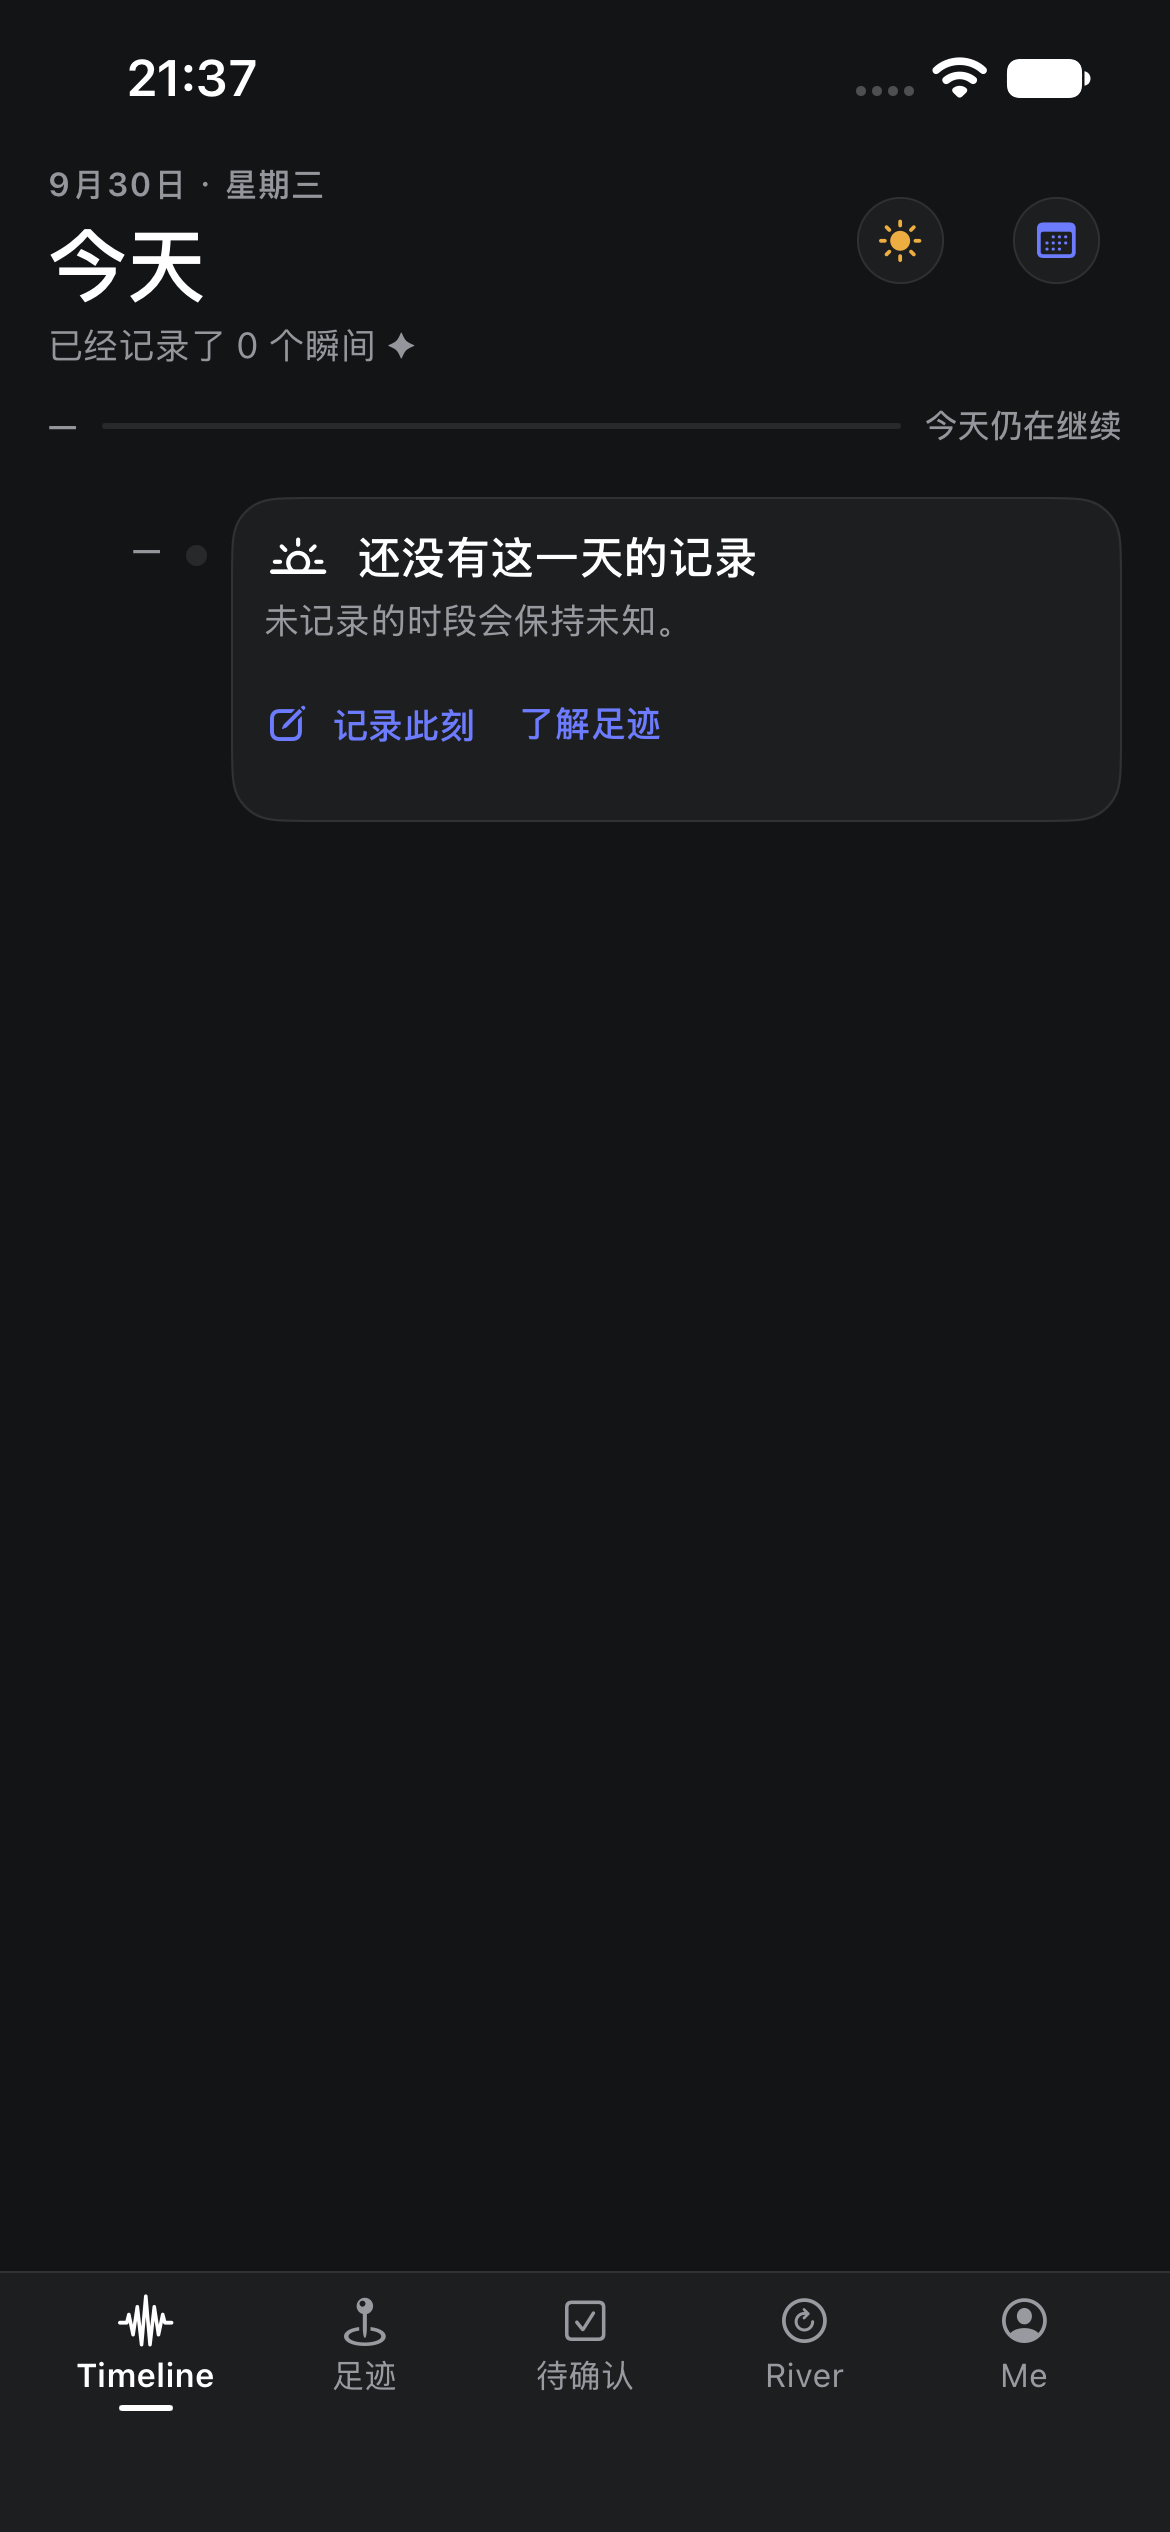 21:37
9月30日 · 星期三
今天
已经记录了 0 个瞬间 ✦
— 今天仍在继续
— 还没有这一天的记录
未记录的时段会保持未知。
记录此刻 了解足迹
Timeline 足迹 待确认 River Me